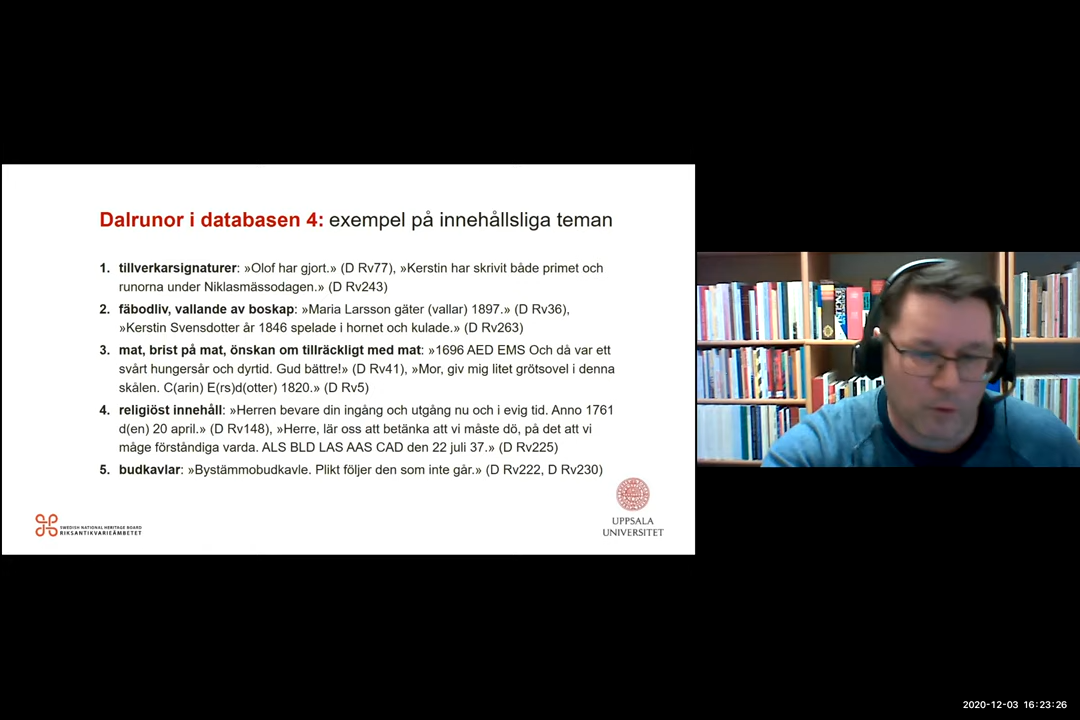 Dalrunor i databasen 4: exempel på innehållsliga teman
1. tillverkarsignaturer: »Olof har gjort.» (D Rv77), »Kerstin har skrivit både primet och
runorna under Niklasmässodagen.» (D Rv243)
2. fäbodliv, vallande av boskap: »Maria Larsson gäter (vallar) 1897.» (D Rv36),
»Kerstin Svensdotter år 1846 spelade i hornet och kulade.» (D Rv263)
3. mat, brist på mat, önskan om tillräckligt med mat: »1696 AED EMS Och då var ett
svårt hungersår och dyrtid. Gud bättre!» (D Rv41), »Mor, giv mig litet grötsovel i denna
skålen. C(arin) E(rs)d(otter) 1820.» (D Rv5)
4. religiöst innehåll: »Herren bevare din ingång och utgång nu och i evig tid. Anno 1761
d(en) 20 april.» (D Rv148), »Herre, lär oss att betänka att vi måste dö, på det att vi
måge förståndiga varda. ALS BLD LAS AAS CAD den 22 juli 37.» (D Rv225)
5. budkavlar: »Bystämmobudkavle. Plikt följer den som inte går.» (D Rv222, D Rv230)
SWEDISH NATIONAL HERITAGE BOARD
RIKSANTIKVARIEÄMBETET
UPPSALA
UNIVERSITET
2020-12-03 16:23:26